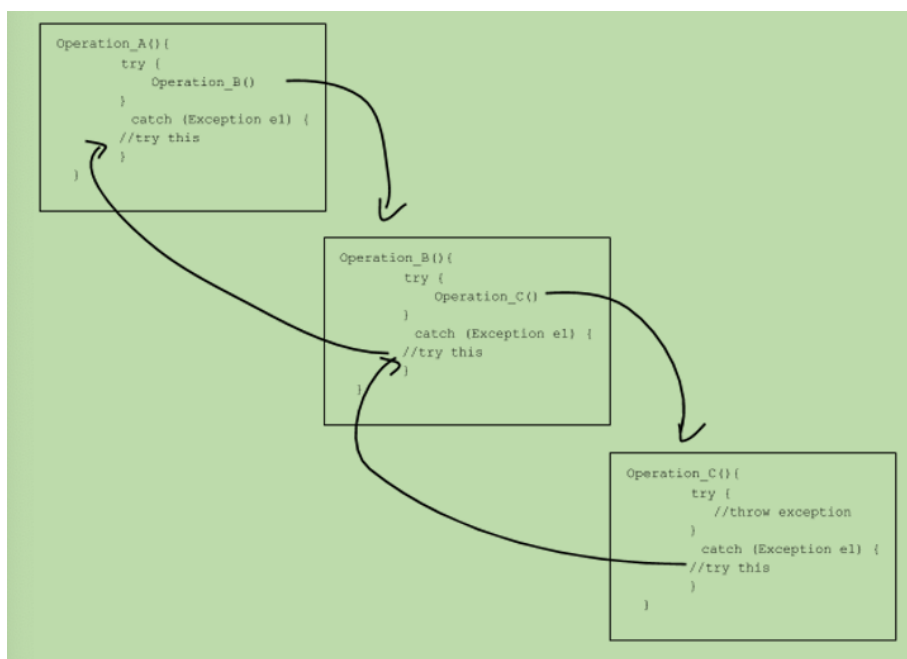 Operation_A(){
try {
Operation_B()
}
catch (Exception e1) {
//try this
}
}
Operation_B(){
try {
Operation_C()
}
catch (Exception e1) {
//try this
}
}
Operation_C(){
try {
//throw exception
}
catch (Exception e1) {
//try this
}
}